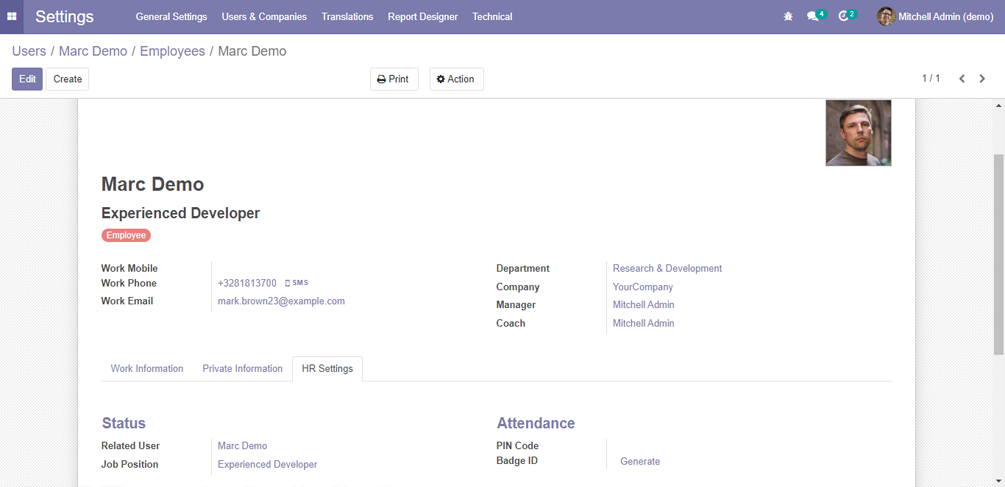 Settings General Settings Users & Companies Translations Report Designer Technical 4 2 Mitchell Admin (demo)
Users / Marc Demo / Employees / Marc Demo
Edit Create Print Action 1 / 1
Marc Demo
Experienced Developer
Employee
Work Mobile Department Research & Development
Work Phone +3281813700 SMS Company YourCompany
Work Email mark.brown23@example.com Manager Mitchell Admin
Coach Mitchell Admin
Work Information Private Information HR Settings
Status Attendance
Related User Marc Demo PIN Code
Job Position Experienced Developer Badge ID Generate